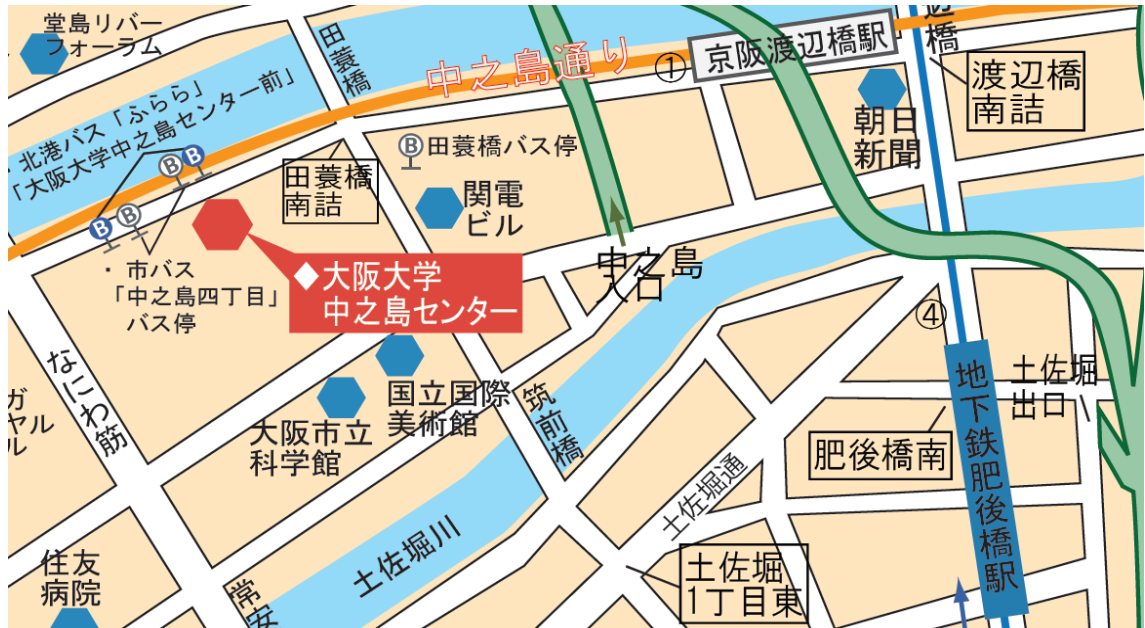 堂島リバー
フォーラム
田蓑橋
中之島通り
①
京阪渡辺橋駅
辺橋
渡辺橋
南詰
朝日
新聞
・北港バス「ふらら」
「大阪大学中之島センター前」
B
B
B
B
B
田蓑橋バス停
田蓑橋
南詰
関電
ビル
・市バス
「中之島四丁目」
バス停
◆大阪大学
中之島センター
中之島
入口
④
なにわ筋
国立国際
美術館
大阪市立
科学館
筑前橋
地下鉄肥後橋駅
土佐堀
出口
肥後橋南
ガ
ヤル
ル
土佐堀通
土佐堀川
土佐堀
1丁目東
住友
病院
常安